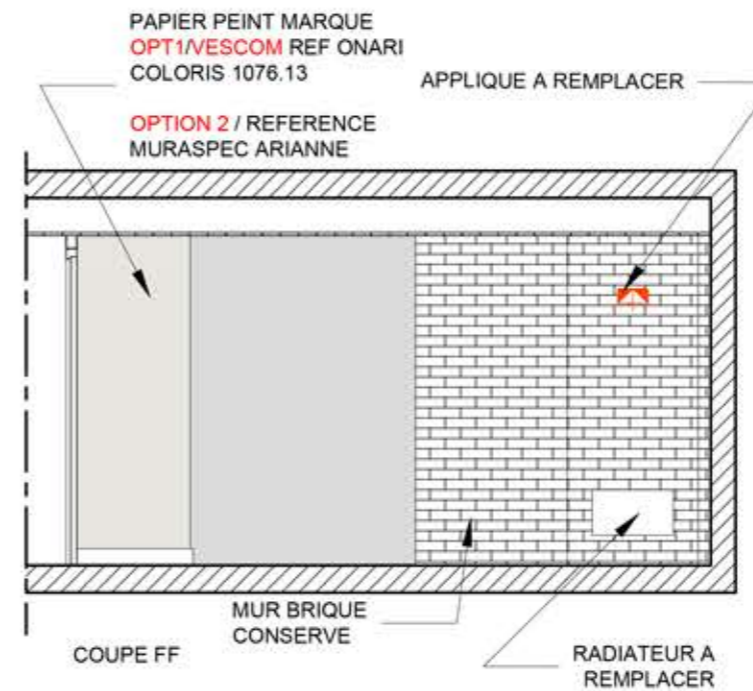 PAPIER PEINT MARQUE
OPT1/VESCOM REF ONARI
COLORIS 1076.13
OPTION 2 / REFERENCE
MURASPEC ARIANNE
APPLIQUE A REMPLACER
MUR BRIQUE
CONSERVE
COUPE FF
RADIATEUR A
REMPLACER